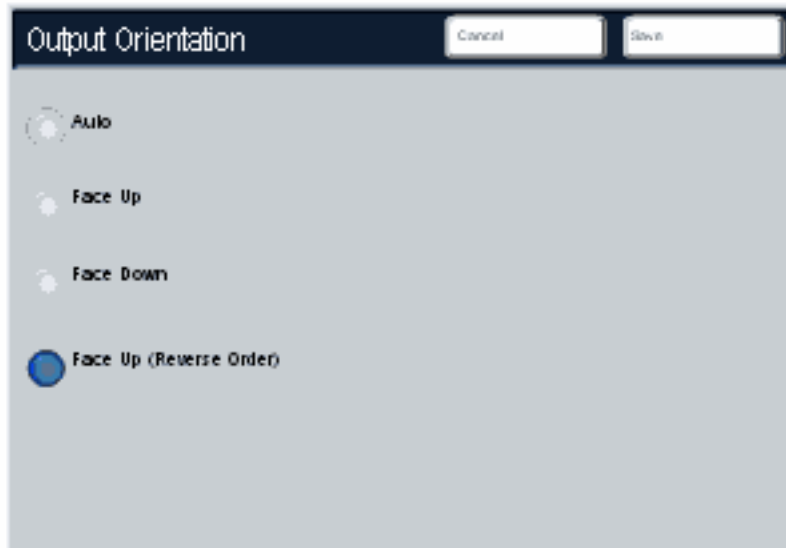 Output Orientation
Cancel
Save
Auto
Face Up
Face Down
Face Up (Reverse Order)